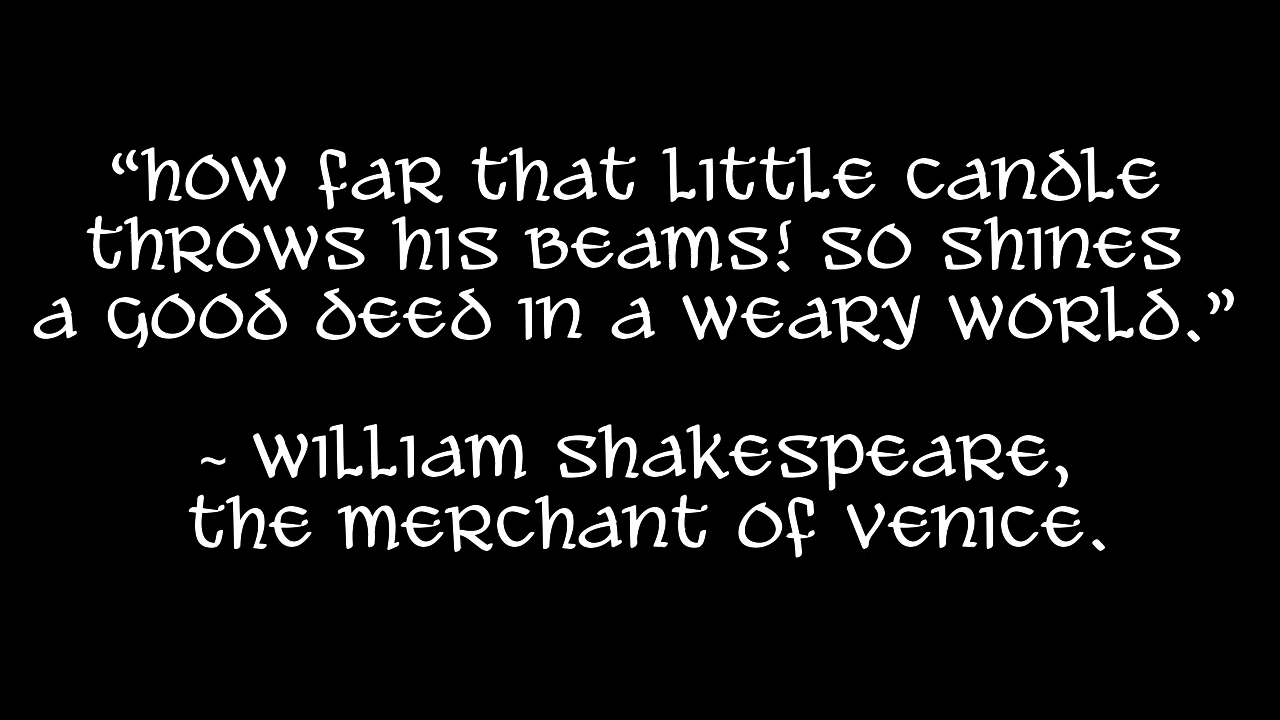 “How far that little candle
throws his beams! So shines
a good deed in a weary world.”
~ William Shakespeare,
The Merchant of Venice.